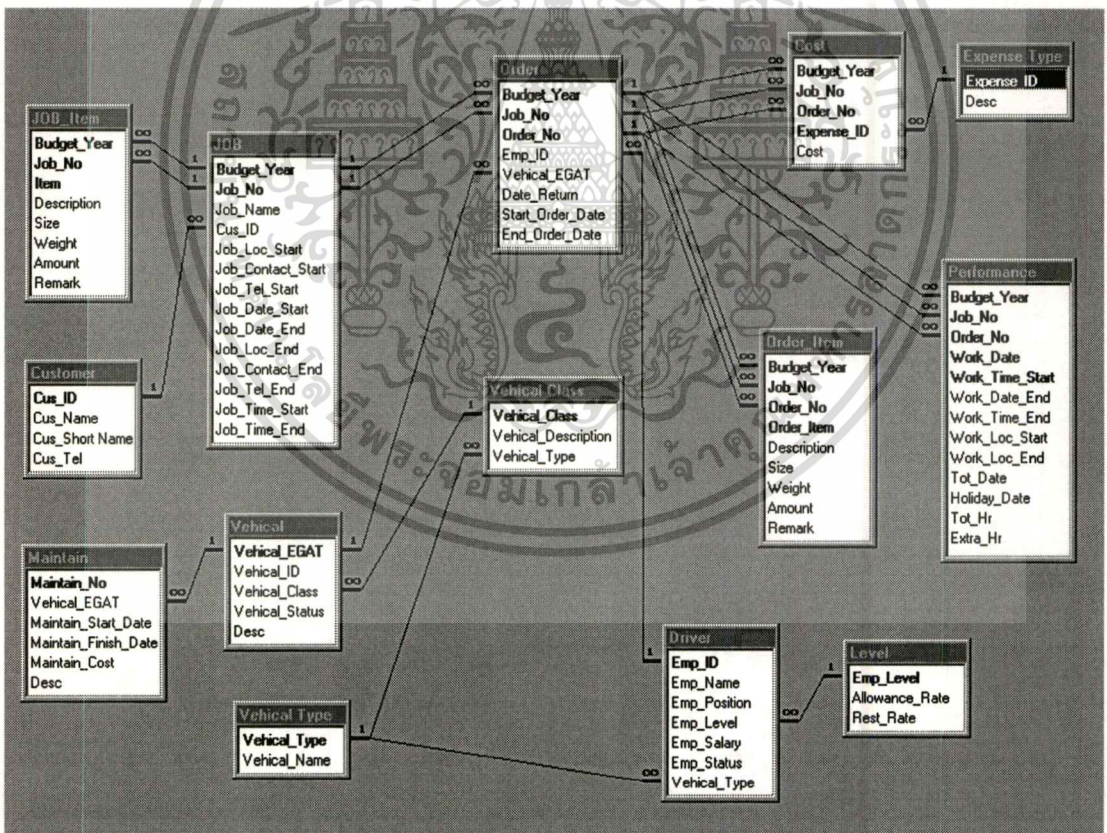 JOB_Item
Budget_Year
Job_No
Item
Description
Size
Weight
Amount
Remark
JOB
Budget_Year
Job_No
Job_Name
Cus_ID
Job_Loc_Start
Job_Contact_Start
Job_Tel_Start
Job_Date_Start
Job_Date_End
Job_Loc_End
Job_Contact_End
Job_Tel_End
Job_Time_Start
Job_Time_End
Order
Budget_Year
Job_No
Order_No
Emp_ID
Vehical_EGAT
Date_Return
Start_Order_Date
End_Order_Date
Cost
Budget_Year
Job_No
Order_No
Expense_ID
Cost
Expense Type
Expense_ID
Desc
Performance
Budget_Year
Job_No
Order_No
Work_Date
Work_Time_Start
Work_Date_End
Work_Time_End
Work_Loc_Start
Work_Loc_End
Tot_Date
Holiday_Date
Tot_Hr
Extra_Hr
Order_Item
Budget_Year
Job_No
Order_No
Order_Item
Description
Size
Weight
Amount
Remark
Customer
Cus_ID
Cus_Name
Cus_Short Name
Cus_Tel
Vehical Class
Vehical_Class
Vehical_Description
Vehical_Type
Vehical
Vehical_EGAT
Vehical_ID
Vehical_Class
Vehical_Status
Desc
Maintain
Maintain_No
Vehical_EGAT
Maintain_Start_Date
Maintain_Finish_Date
Maintain_Cost
Desc
Vehical Type
Vehical_Type
Vehical_Name
Driver
Emp_ID
Emp_Name
Emp_Position
Emp_Level
Emp_Salary
Emp_Status
Vehical_Type
Level
Emp_Level
Allowance_Rate
Rest_Rate